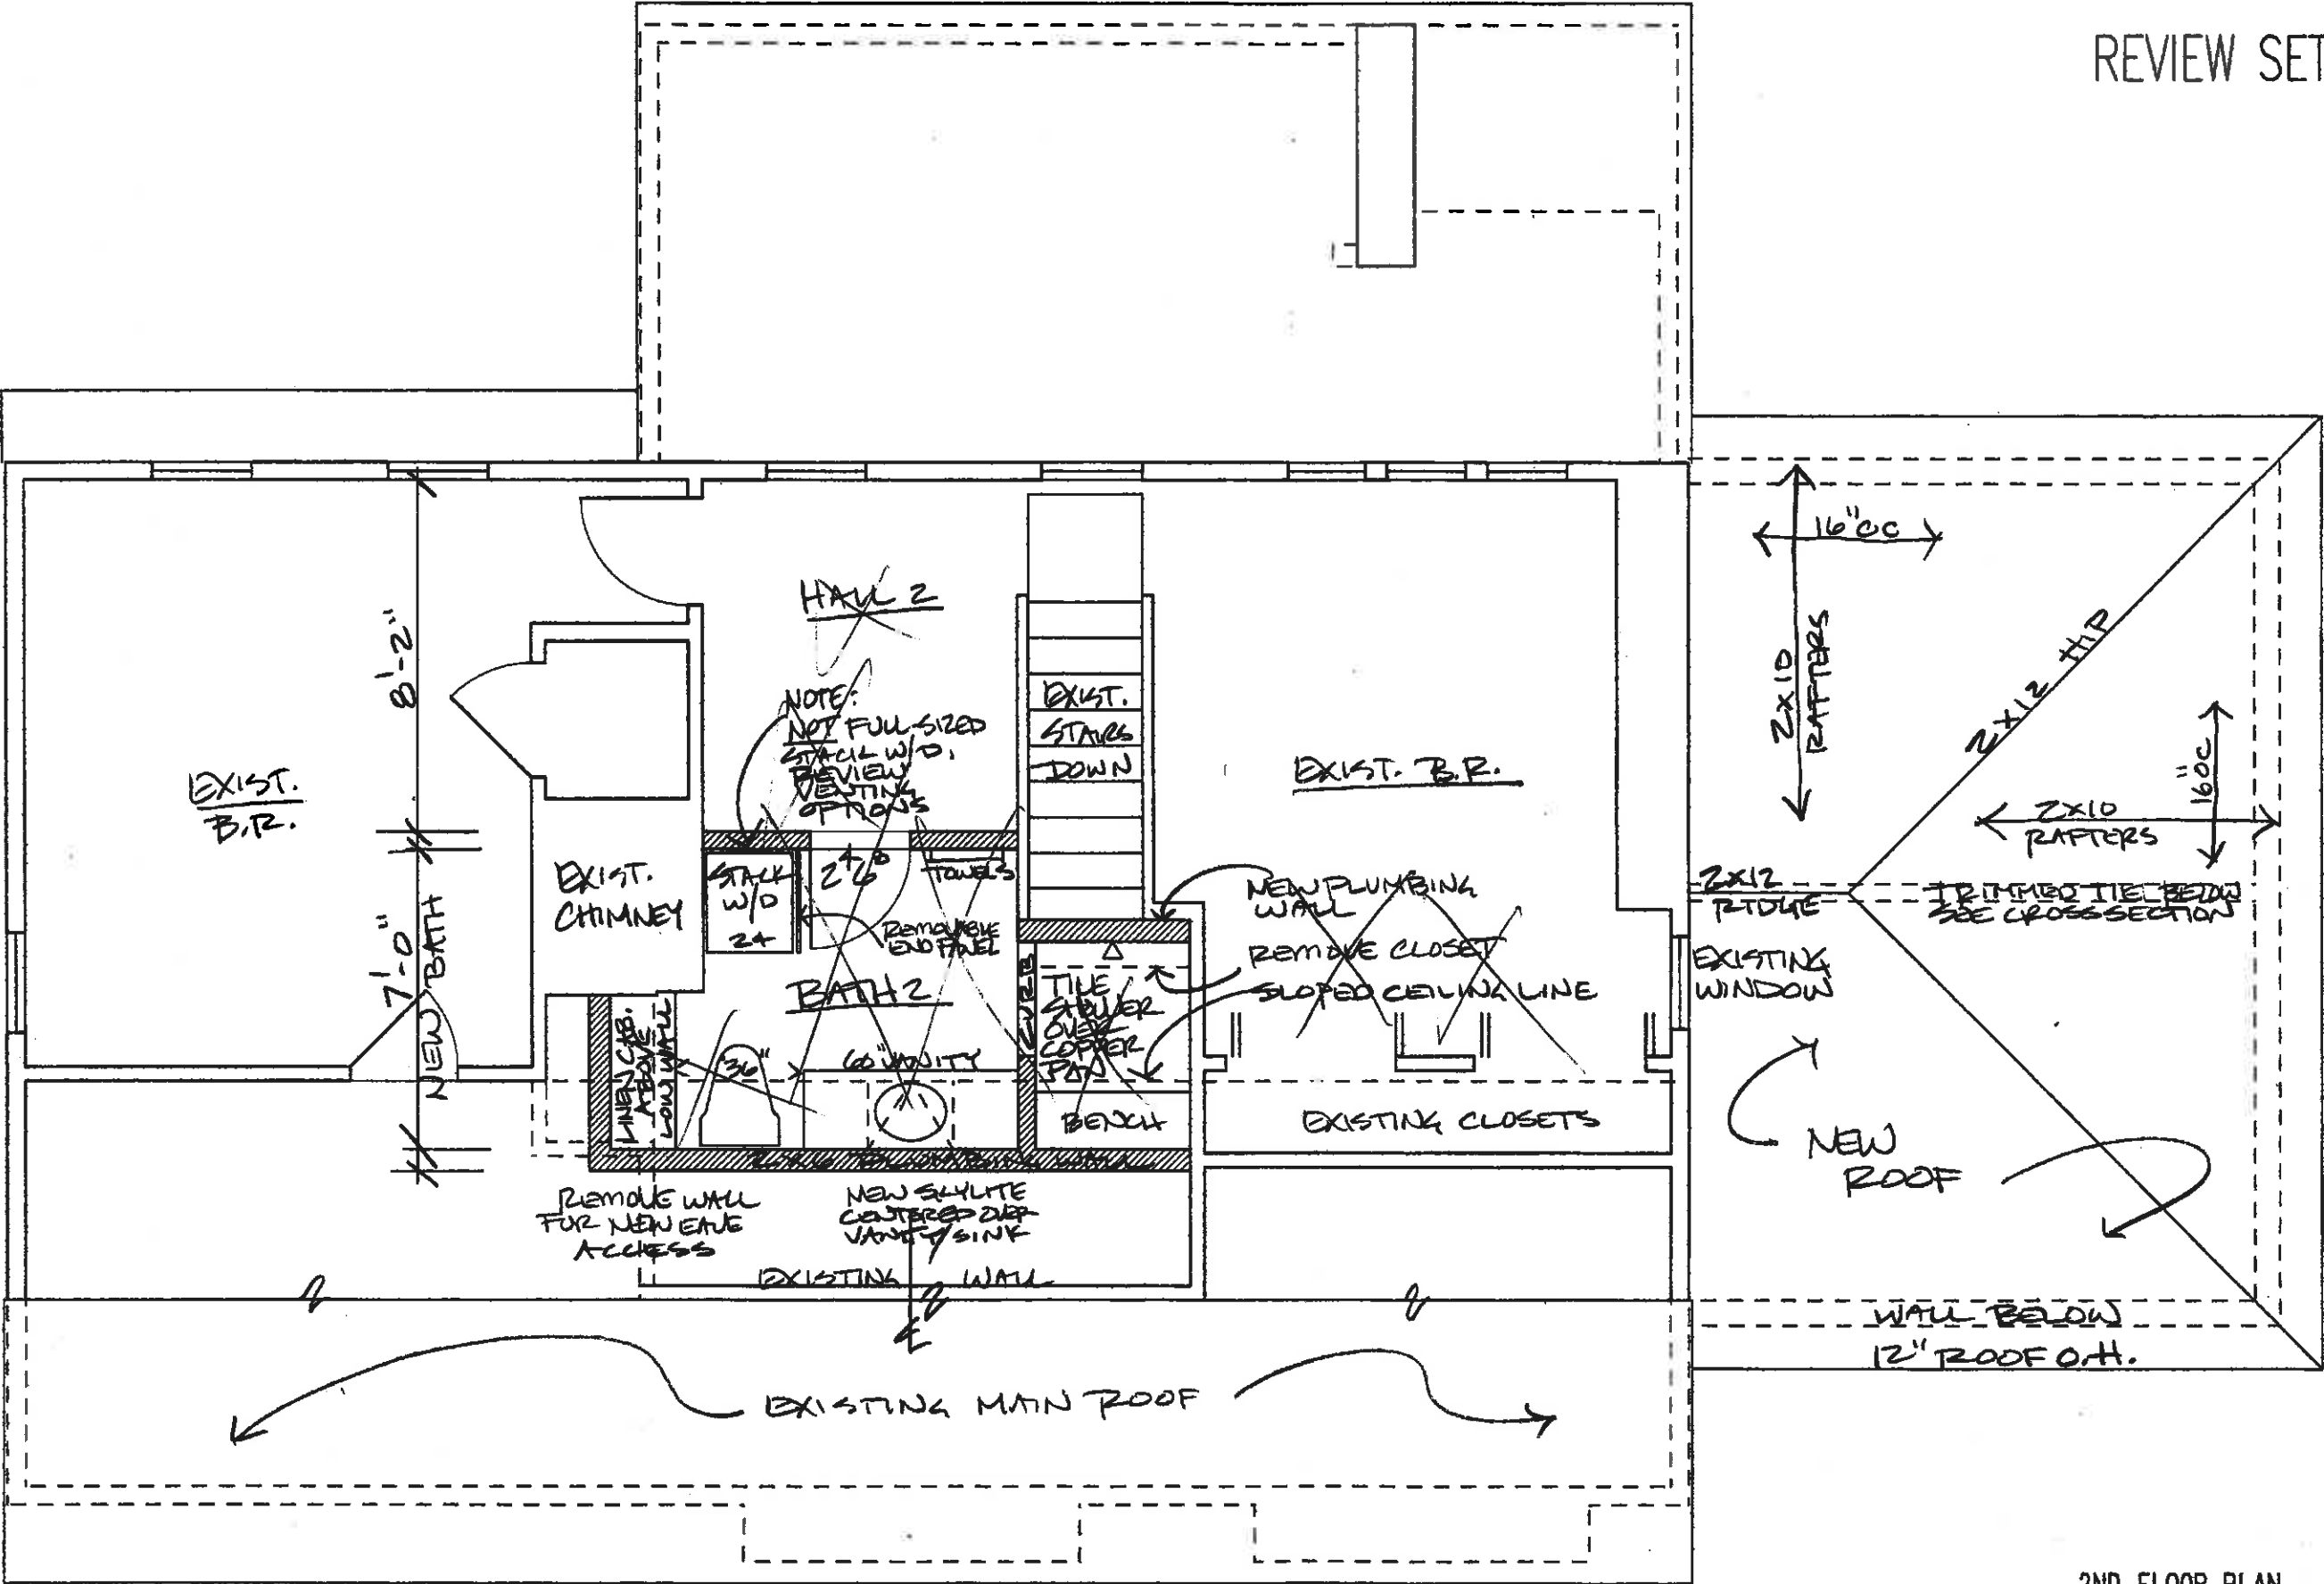 REVIEW SET
16"OC
2X10
RAFTERS
2X12 HIP
16"OC
2X10
RAFTERS
2X12
RIDGE
TRIMMED TIE BELOW
SEE CROSS SECTION
HALL 2
8'-2"
NOTE:
NOT FULL-SIZED
STACK W/D,
REVIEW
VENTING
OPTIONS
EXIST.
STAIRS
DOWN
EXIST. B.R.
EXIST.
B.R.
EXIST.
CHIMNEY
STACK
W/D
24
TOWELS
REMOVABLE
END PANEL
NEW PLUMBING
WALL
REMOVE CLOSET
SLOPED CEILING LINE
EXISTING
WINDOW
7'-0"
NEW BATH
BATH 2
CURB
TILE
SHOWER
OVER
COPPER
PAN
LINEN CAB.
ABOVE
LOW WALL
36"
60" VANITY
BENCH
EXISTING CLOSETS
2X6 PLUMBING WALL
NEW
ROOF
REMOVE WALL
FOR NEW EAVE
ACCESS
NEW SKYLITE
CENTERED OVER
VANITY/SINK
EXISTING WALL
WALL BELOW
12" ROOF O.H.
EXISTING MAIN ROOF
2ND FLOOR PLAN